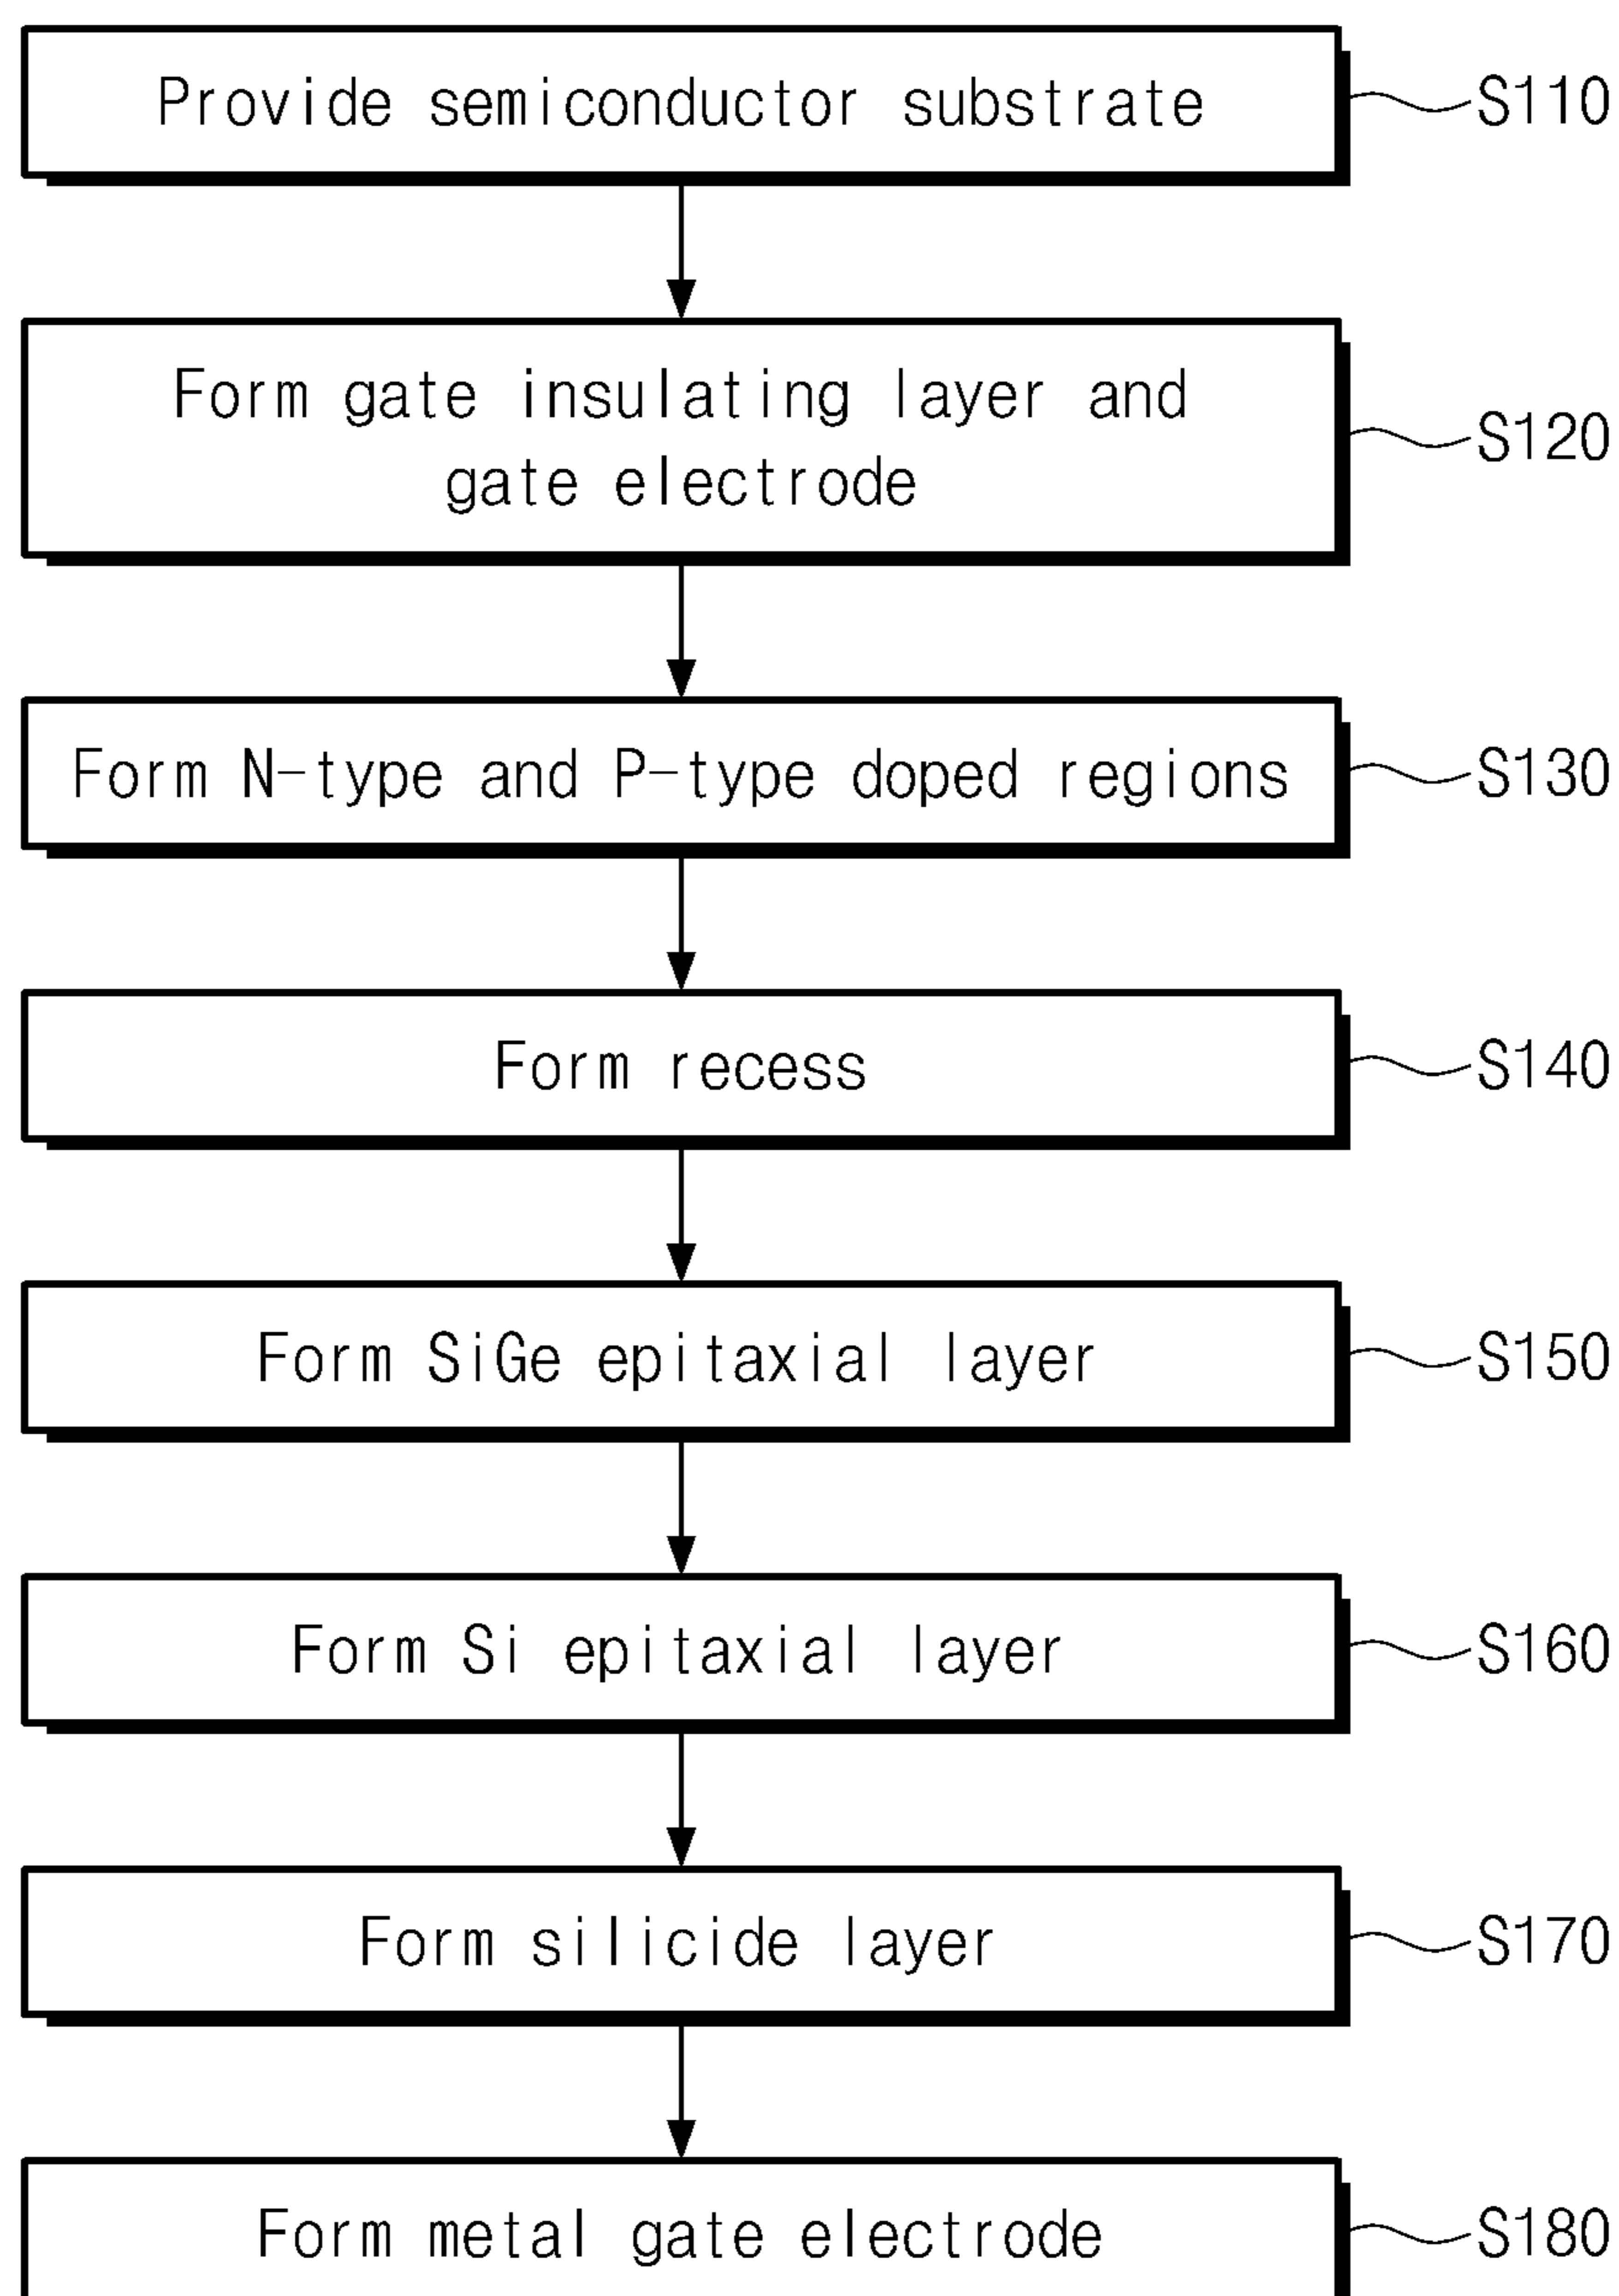 Provide semiconductor substrate
S110
Form gate insulating layer and
gate electrode
S120
Form N-type and P-type doped regions
S130
Form recess
S140
Form SiGe epitaxial layer
S150
Form Si epitaxial layer
S160
Form silicide layer
S170
Form metal gate electrode
S180